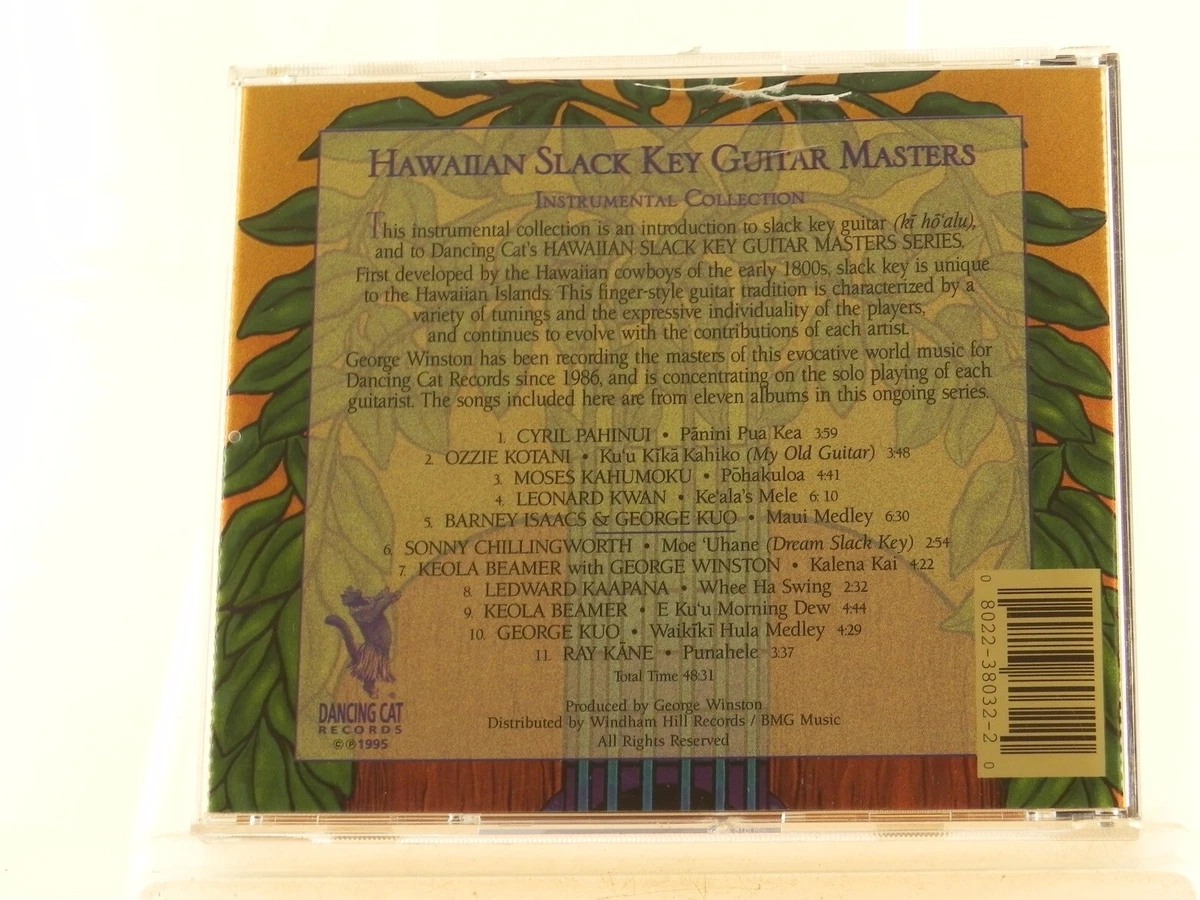 HAWAIIAN SLACK KEY GUITAR MASTERS
INSTRUMENTAL COLLECTION
This instrumental collection is an introduction to slack key guitar (kī hō‘alu),
and to Dancing Cat's HAWAIIAN SLACK KEY GUITAR MASTERS SERIES.
First developed by the Hawaiian cowboys of the early 1800s, slack key is unique
to the Hawaiian Islands. This finger-style guitar tradition is characterized by a
variety of tunings and the expressive individuality of the players,
and continues to evolve with the contributions of each artist.
George Winston has been recording the masters of this evocative world music for
Dancing Cat Records since 1986, and is concentrating on the solo playing of each
guitarist. The songs included here are from eleven albums in this ongoing series.
1. CYRIL PAHINUI • Pānini Pua Kea 3:59
2. OZZIE KOTANI • Ku‘u Kīkā Kahiko (My Old Guitar) 3:48
3. MOSES KAHUMOKU • Pōhakuloa 4:41
4. LEONARD KWAN • Ke‘ala's Mele 6:10
5. BARNEY ISAACS & GEORGE KUO • Maui Medley 6:30
6. SONNY CHILLINGWORTH • Moe ‘Uhane (Dream Slack Key) 2:54
7. KEOLA BEAMER with GEORGE WINSTON • Kalena Kai 4:22
8. LEDWARD KAAPANA • Whee Ha Swing 2:32
9. KEOLA BEAMER • E Ku‘u Morning Dew 4:44
10. GEORGE KUO • Waikīkī Hula Medley 4:29
11. RAY KĀNE • Punahele 3:37
Total Time 48:31
Produced by George Winston
Distributed by Windham Hill Records / BMG Music
All Rights Reserved
®
DANCING CAT
RECORDS
©℗1995
0 8022-38032-2 0